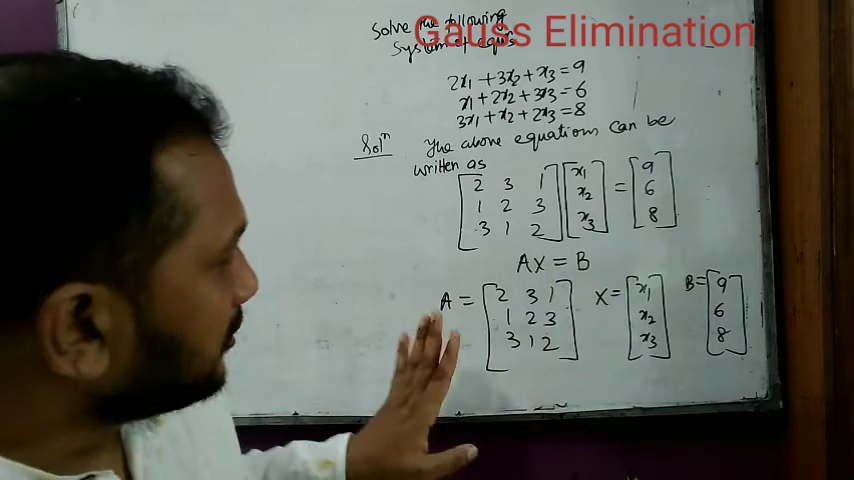 Gauss Elimination
Solve the following
System of eqns
2x₁ + 3x₂ + x₃ = 9
x₁ + 2x₂ + 3x₃ = 6
3x₁ + x₂ + 2x₃ = 8
Solⁿ The above equations can be
written as
[2 3 1] [x₁] = [9]
[1 2 3] [x₂] [6]
[3 1 2] [x₃] [8]
AX = B
A = [2 3 1] X = [x₁] B = [9]
[1 2 3] [x₂] [6]
[3 1 2] [x₃] [8]